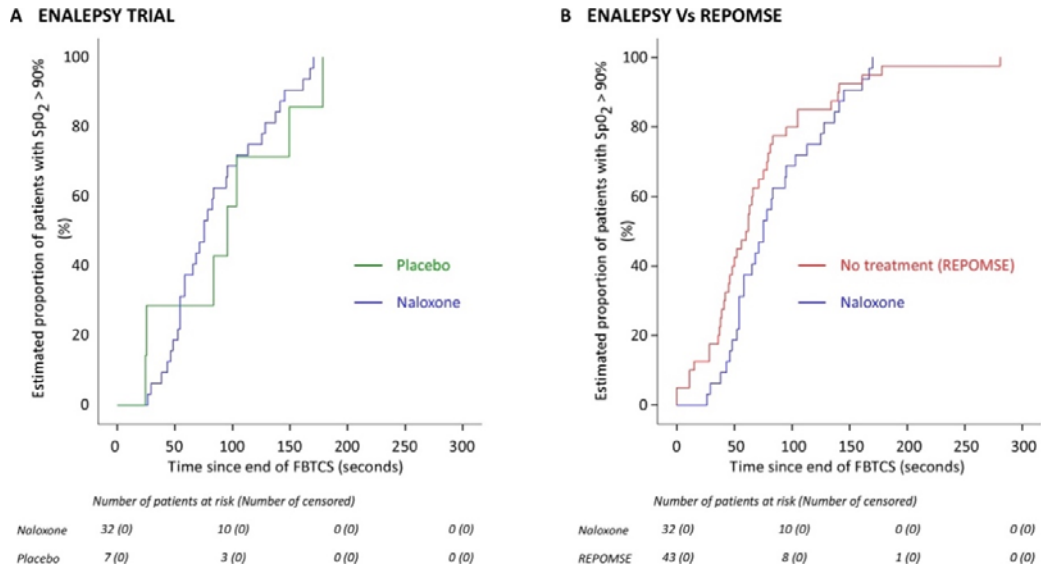 A ENALEPSY TRIAL
Estimated proportion of patients with SpO₂ > 90%
(%)
100
80
60
40
20
0
Placebo
Naloxone
0 50 100 150 200 250 300
Time since end of FBTCS (seconds)
Number of patients at risk (Number of censored)
Naloxone 32 (0) 10 (0) 0 (0) 0 (0)
Placebo 7 (0) 3 (0) 0 (0) 0 (0)
B ENALEPSY Vs REPOMSE
Estimated proportion of patients with SpO₂ > 90%
(%)
100
80
60
40
20
0
No treatment (REPOMSE)
Naloxone
0 50 100 150 200 250 300
Time since end of FBTCS (seconds)
Number of patients at risk (Number of censored)
Naloxone 32 (0) 10 (0) 0 (0) 0 (0)
REPOMSE 43 (0) 8 (0) 1 (0) 0 (0)